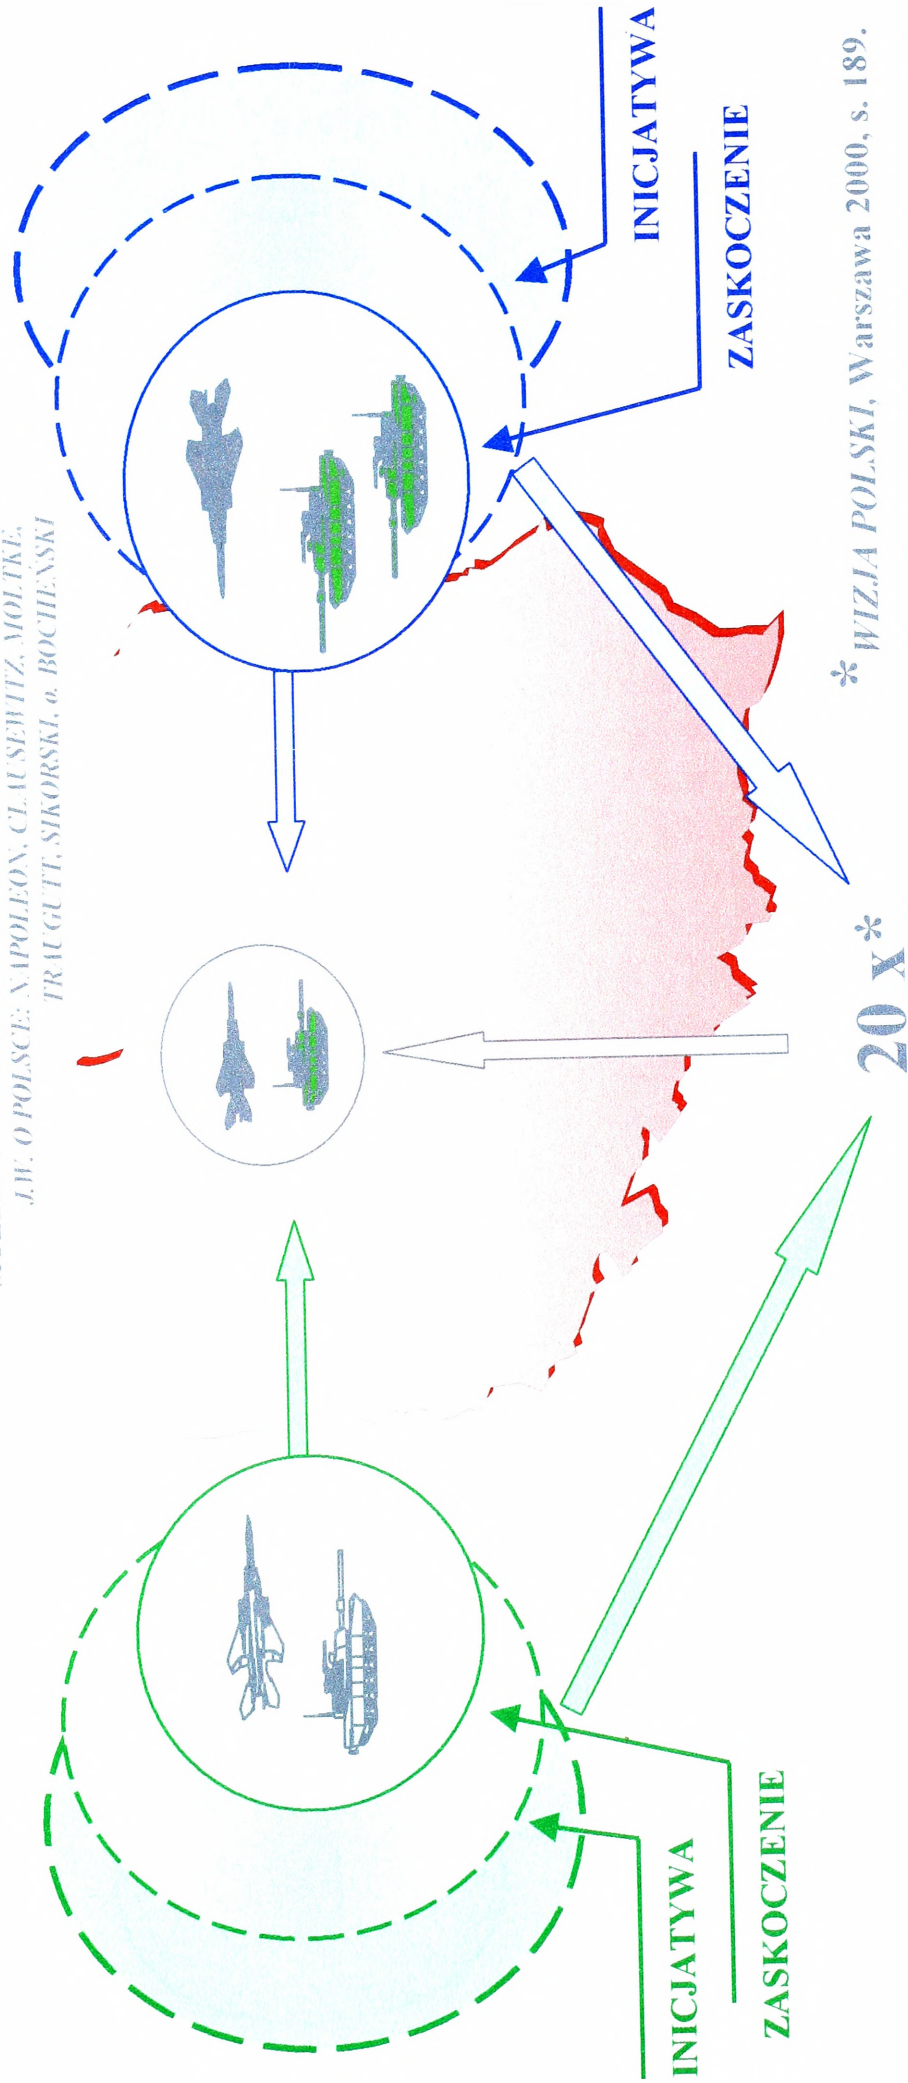 J.W. O POLSCE: NAPOLEON, CLAUSEWITZ, MOLTKE,
TRAUGUTT, SIKORSKI, o. BOCHEŃSKI
INICJATYWA
ZASKOCZENIE
INICJATYWA
ZASKOCZENIE
20 x*
* WIZJA POLSKI, Warszawa 2000, s. 189.